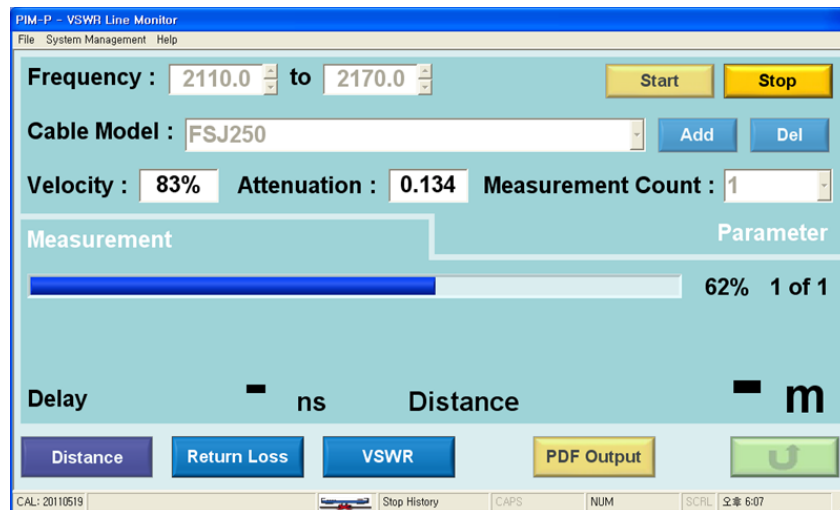 PIM-P - VSWR Line Monitor
File System Management Help
Frequency : 2110.0 to 2170.0 Start Stop
Cable Model : FSJ250 Add Del
Velocity : 83% Attenuation : 0.134 Measurement Count : 1
Measurement Parameter
62% 1 of 1
Delay - ns Distance - m
Distance Return Loss VSWR PDF Output
CAL: 20110519 Stop History CAPS NUM SCRL 오후 6:07